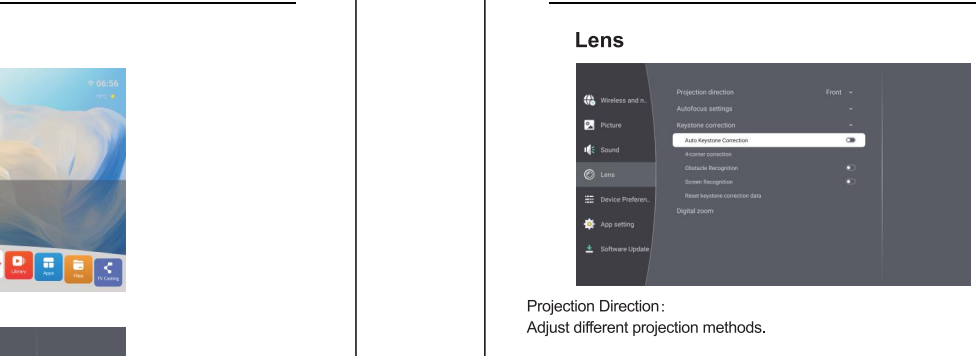 06:56
Library
Apps
Files
TV Casting
Lens
Wireless and n..
Picture
Sound
Lens
Device Preferen..
App setting
Software Update
Projection direction Front
Autofocus settings
Keystone correction
Auto Keystone Correction
4-corner correction
Obstacle Recognition
Screen Recognition
Reset keystone correction data
Digital zoom
Projection Direction:
Adjust different projection methods.